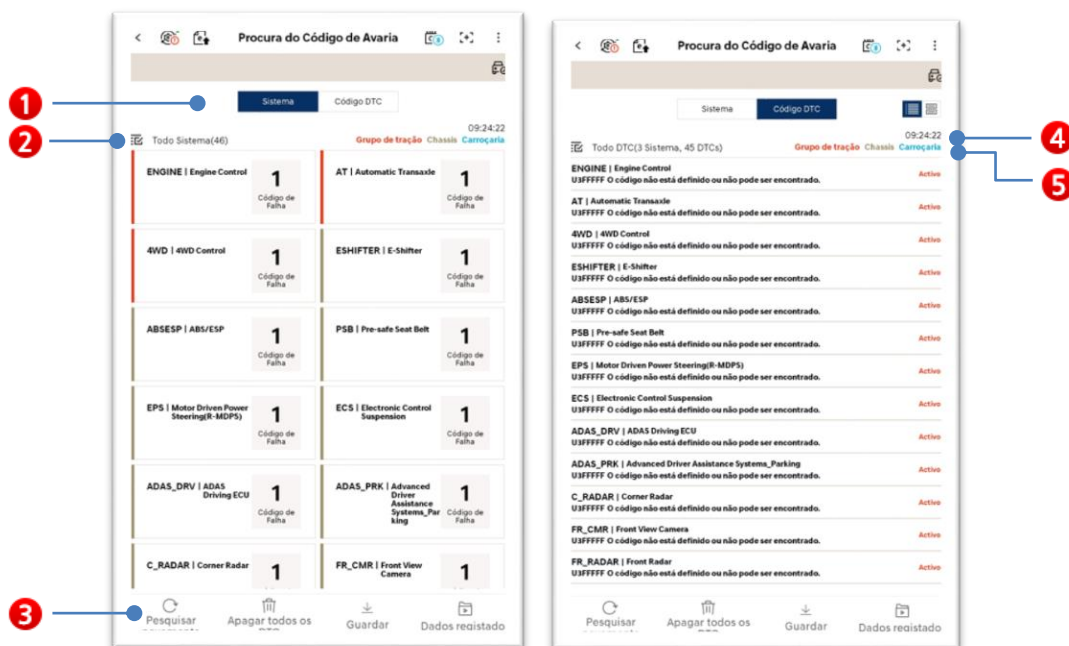 Procura do Código de Avaria
Sistema
Código DTC
09:24:22
Todo Sistema(46)
Grupo de tração Chassis Carroçaria
ENGINE | Engine Control
1
Código de
Falha
AT | Automatic Transaxle
1
Código de
Falha
4WD | 4WD Control
1
Código de
Falha
ESHIFTER | E-Shifter
1
Código de
Falha
ABSESP | ABS/ESP
1
Código de
Falha
PSB | Pre-safe Seat Belt
1
Código de
Falha
EPS | Motor Driven Power
Steering(R-MDPS)
1
Código de
Falha
ECS | Electronic Control
Suspension
1
Código de
Falha
ADAS_DRV | ADAS
Driving ECU
1
Código de
Falha
ADAS_PRK | Advanced
Driver
Assistance
Systems_Par
king
1
Código de
Falha
C_RADAR | Corner Radar
1
FR_CMR | Front View
Camera
1
Pesquisar
Apagar todos os
DTC
Guardar
Dados registado
1
2
3
Procura do Código de Avaria
Sistema
Código DTC
09:24:22
Todo DTC(3 Sistema, 45 DTCs)
Grupo de tração Chassis Carroçaria
ENGINE | Engine Control
U3FFFFF O código não está definido ou não pode ser encontrado.
Activo
AT | Automatic Transaxle
U3FFFFF O código não está definido ou não pode ser encontrado.
Activo
4WD | 4WD Control
U3FFFFF O código não está definido ou não pode ser encontrado.
Activo
ESHIFTER | E-Shifter
U3FFFFF O código não está definido ou não pode ser encontrado.
Activo
ABSESP | ABS/ESP
U3FFFFF O código não está definido ou não pode ser encontrado.
Activo
PSB | Pre-safe Seat Belt
U3FFFFF O código não está definido ou não pode ser encontrado.
Activo
EPS | Motor Driven Power Steering(R-MDPS)
U3FFFFF O código não está definido ou não pode ser encontrado.
Activo
ECS | Electronic Control Suspension
U3FFFFF O código não está definido ou não pode ser encontrado.
Activo
ADAS_DRV | ADAS Driving ECU
U3FFFFF O código não está definido ou não pode ser encontrado.
Activo
ADAS_PRK | Advanced Driver Assistance Systems_Parking
U3FFFFF O código não está definido ou não pode ser encontrado.
Activo
C_RADAR | Corner Radar
U3FFFFF O código não está definido ou não pode ser encontrado.
Activo
FR_CMR | Front View Camera
U3FFFFF O código não está definido ou não pode ser encontrado.
Activo
FR_RADAR | Front Radar
U3FFFFF O código não está definido ou não pode ser encontrado.
Activo
Pesquisar
Apagar todos os
DTC
Guardar
Dados registado
4
5